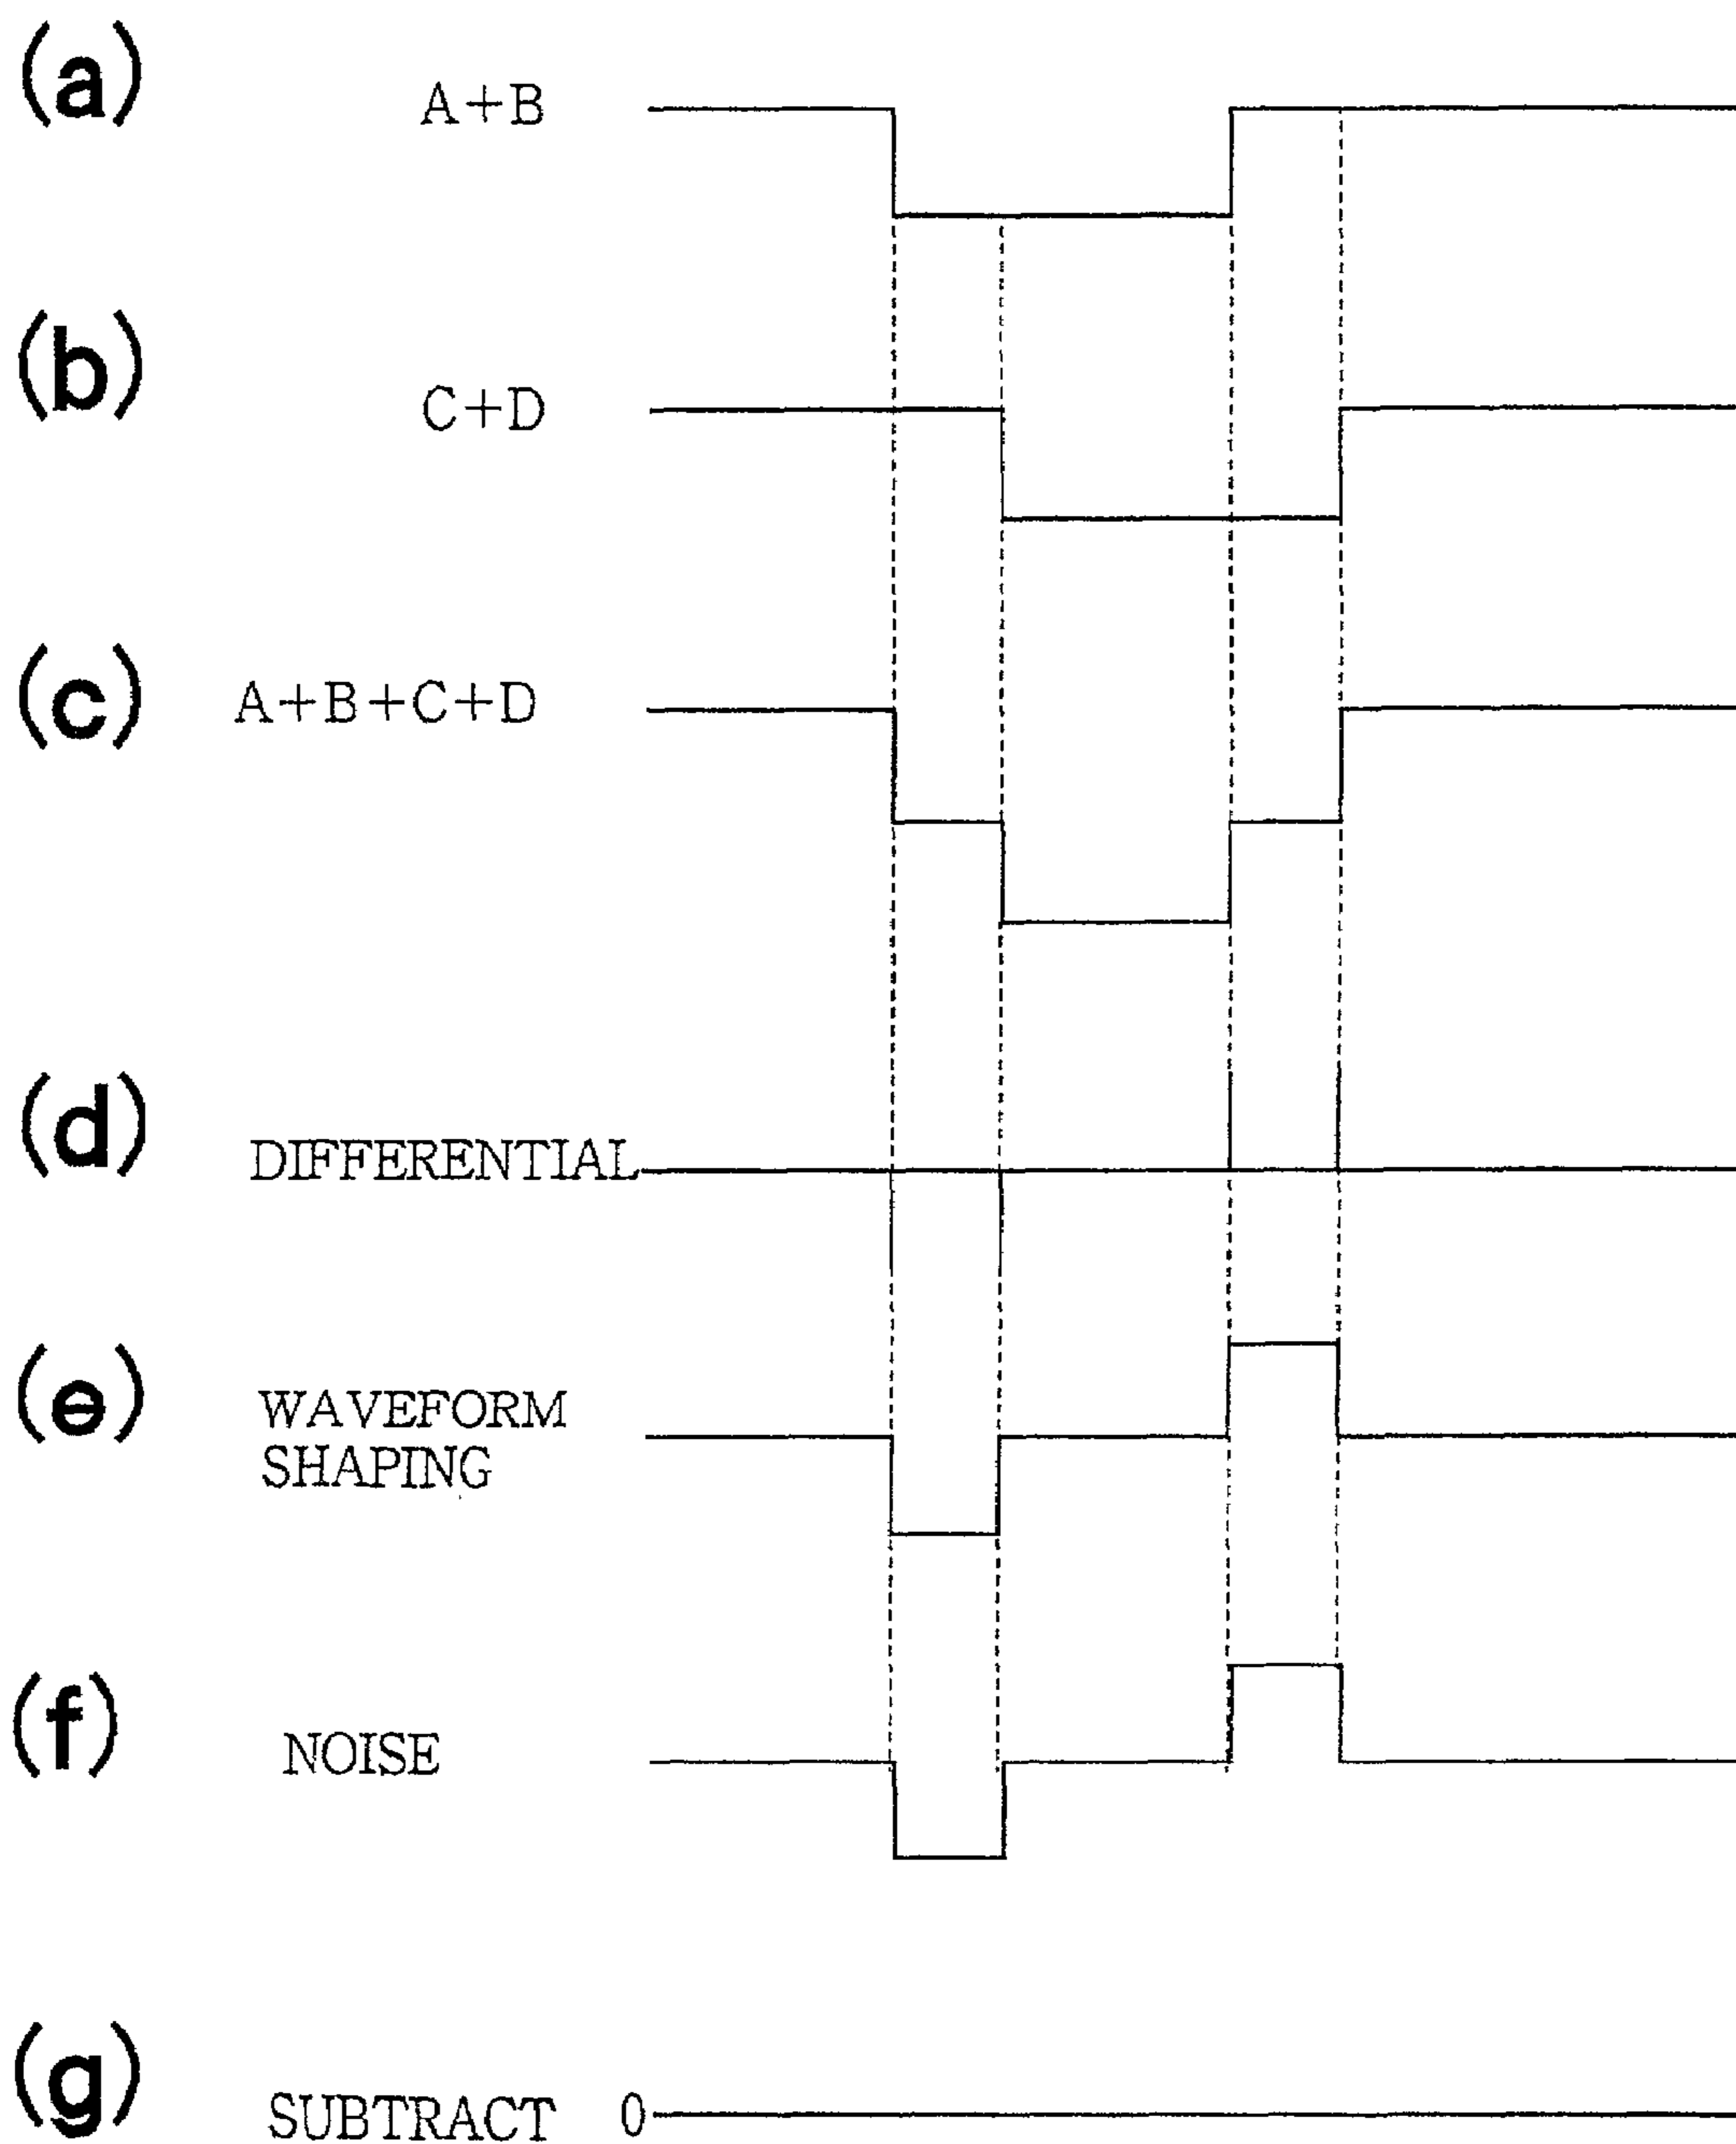 (a) A+B
(b) C+D
(c) A+B+C+D
(d) DIFFERENTIAL
(e) WAVEFORM
SHAPING
(f) NOISE
(g) SUBTRACT 0